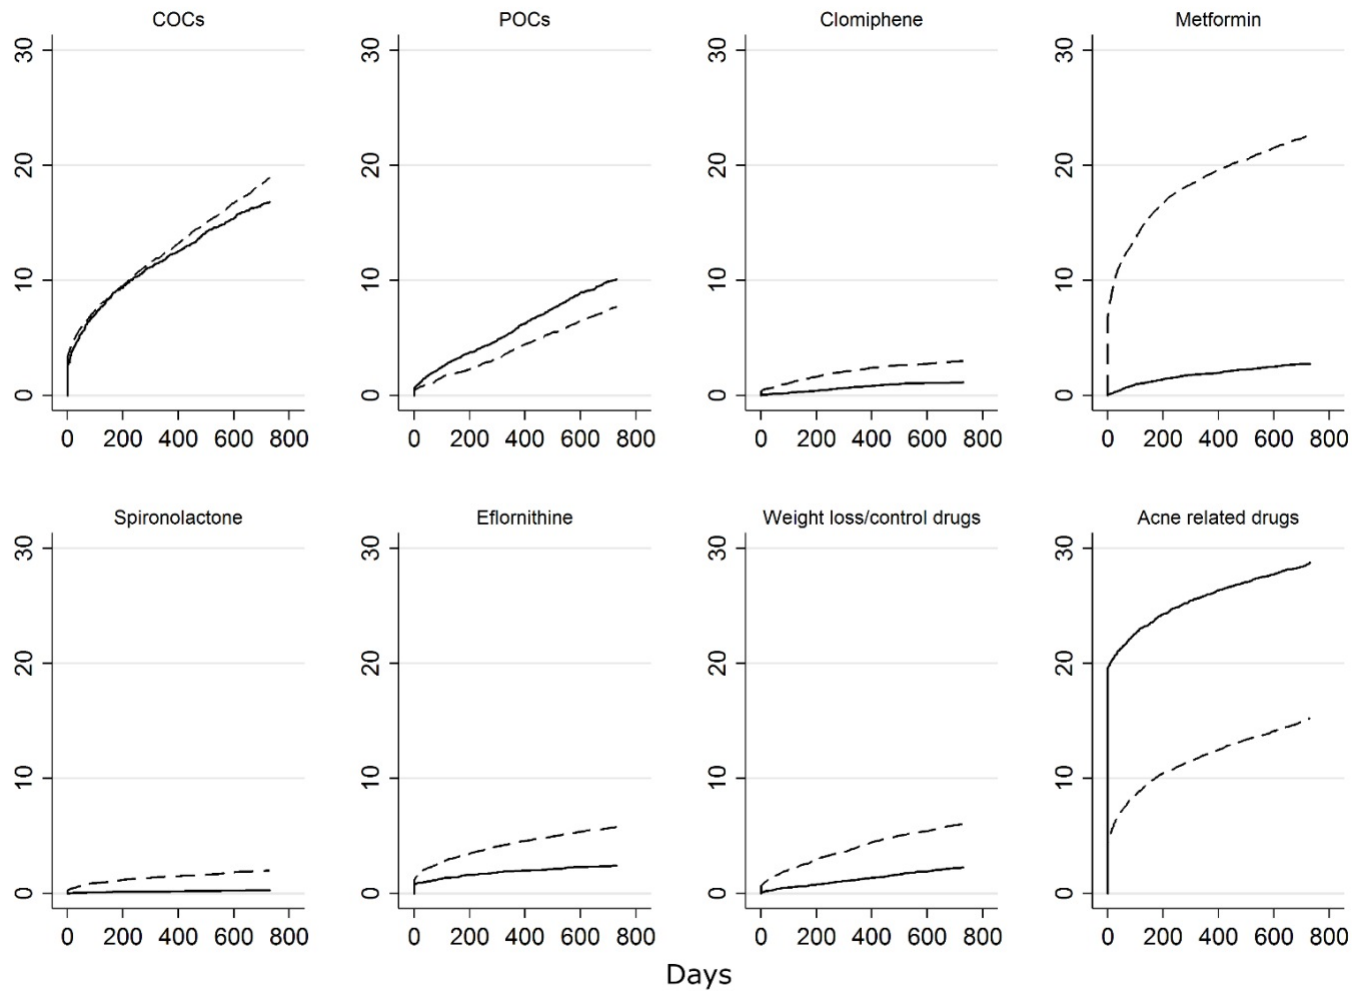 COCs POCs Clomiphene Metformin
30 30 30 30
20 20 20 20
10 10 10 10
0 0 0 0
0 200 400 600 800 0 200 400 600 800 0 200 400 600 800 0 200 400 600 800
Spironolactone Eflornithine Weight loss/control drugs Acne related drugs
30 30 30 30
20 20 20 20
10 10 10 10
0 0 0 0
0 200 400 600 800 0 200 400 600 800 0 200 400 600 800 0 200 400 600 800
Days